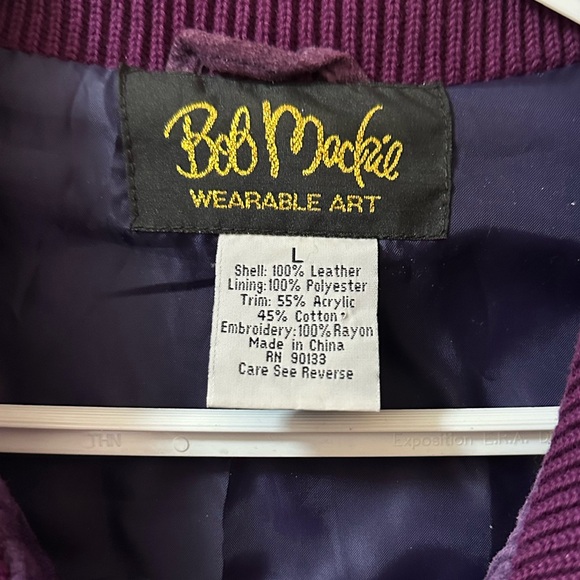 Bob Mackie
WEARABLE ART
L
Shell: 100% Leather
Lining:100% Polyester
Trim: 55% Acrylic
45% Cotton
Embroidery:100% Rayon
Made in China
RN 90133
Care See Reverse
Exposition